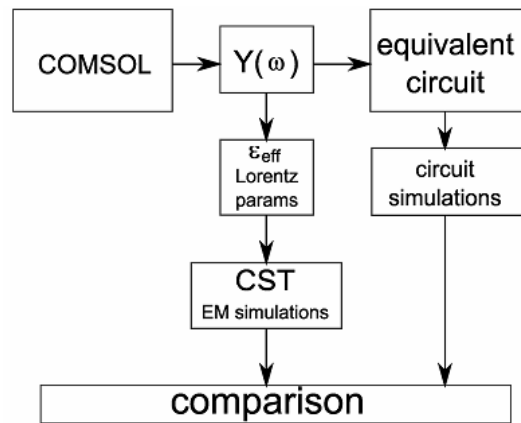 COMSOL
Y(ω)
equivalent
circuit
εeff
Lorentz
params
circuit
simulations
CST
EM simulations
comparison